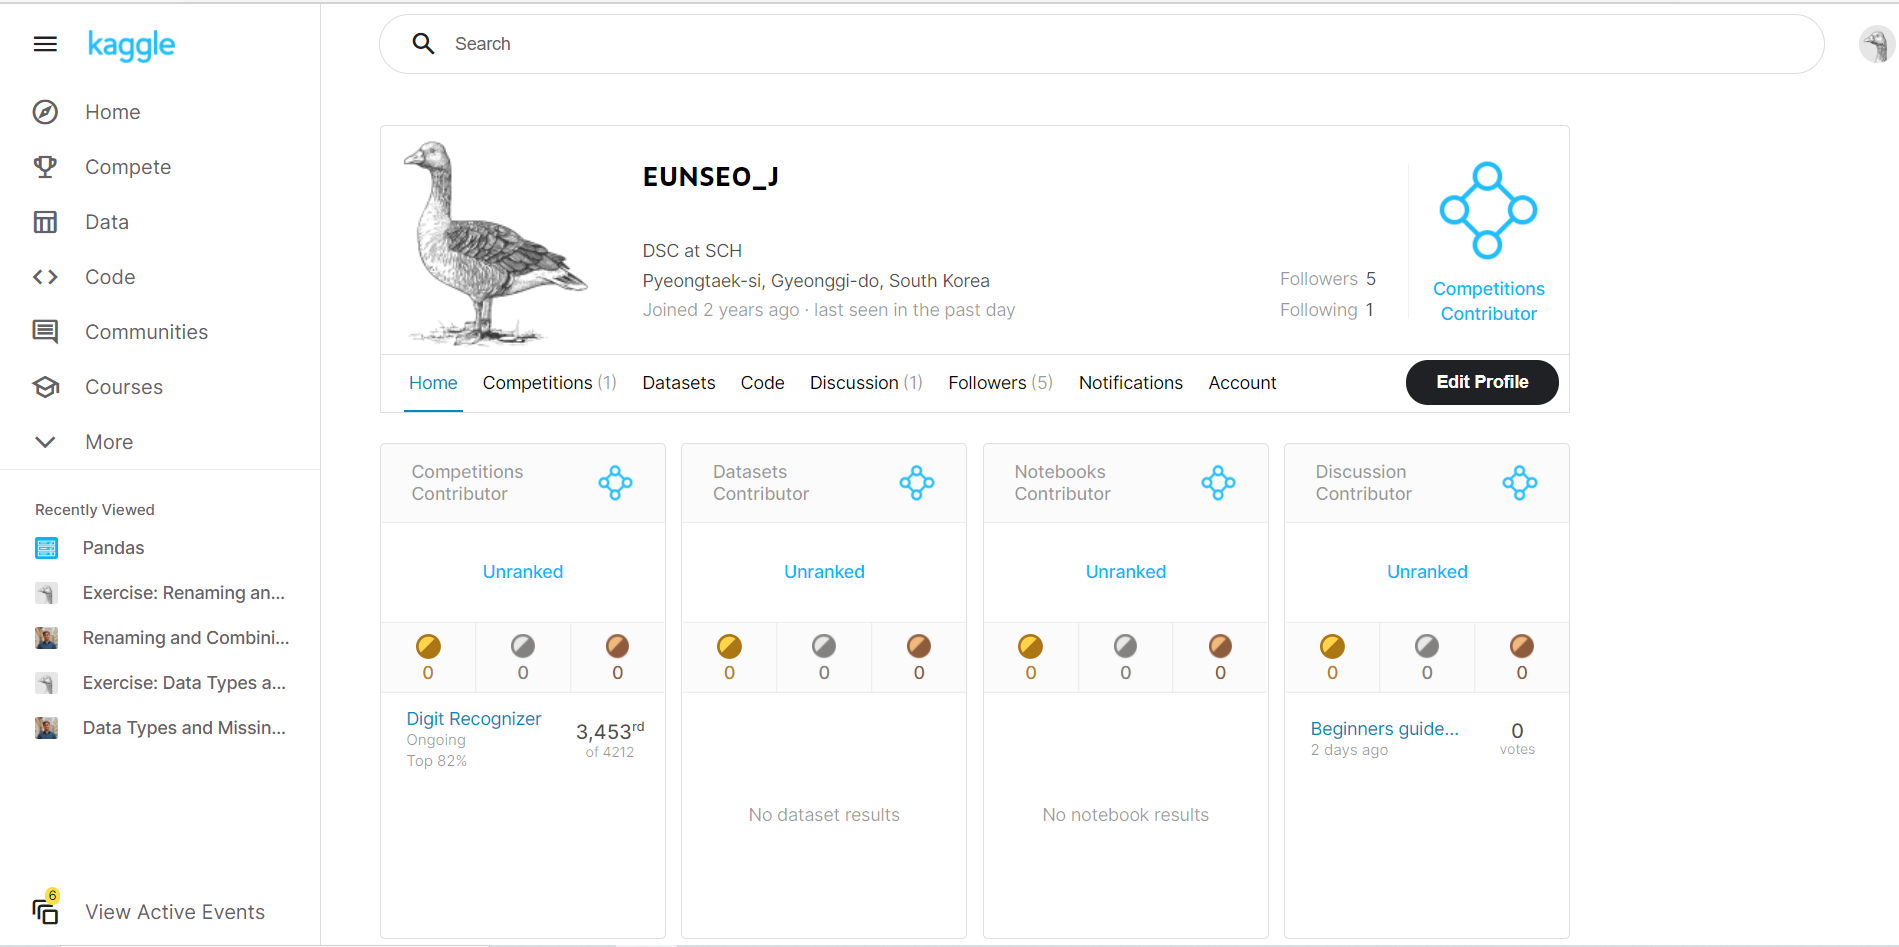 kaggle
Search
Home
Compete
Data
Code
Communities
Courses
More
Recently Viewed
Pandas
Exercise: Renaming an...
Renaming and Combini...
Exercise: Data Types a...
Data Types and Missin...
6
View Active Events
EUNSEO_J
DSC at SCH
Pyeongtaek-si, Gyeonggi-do, South Korea
Joined 2 years ago · last seen in the past day
Followers 5
Following 1
Competitions
Contributor
Home Competitions (1) Datasets Code Discussion (1) Followers (5) Notifications Account Edit Profile
Competitions
Contributor
Unranked
0 0 0
Digit Recognizer
Ongoing
Top 82%
3,453rd
of 4212
Datasets
Contributor
Unranked
0 0 0
No dataset results
Notebooks
Contributor
Unranked
0 0 0
No notebook results
Discussion
Contributor
Unranked
0 0 0
Beginners guide...
2 days ago
0
votes